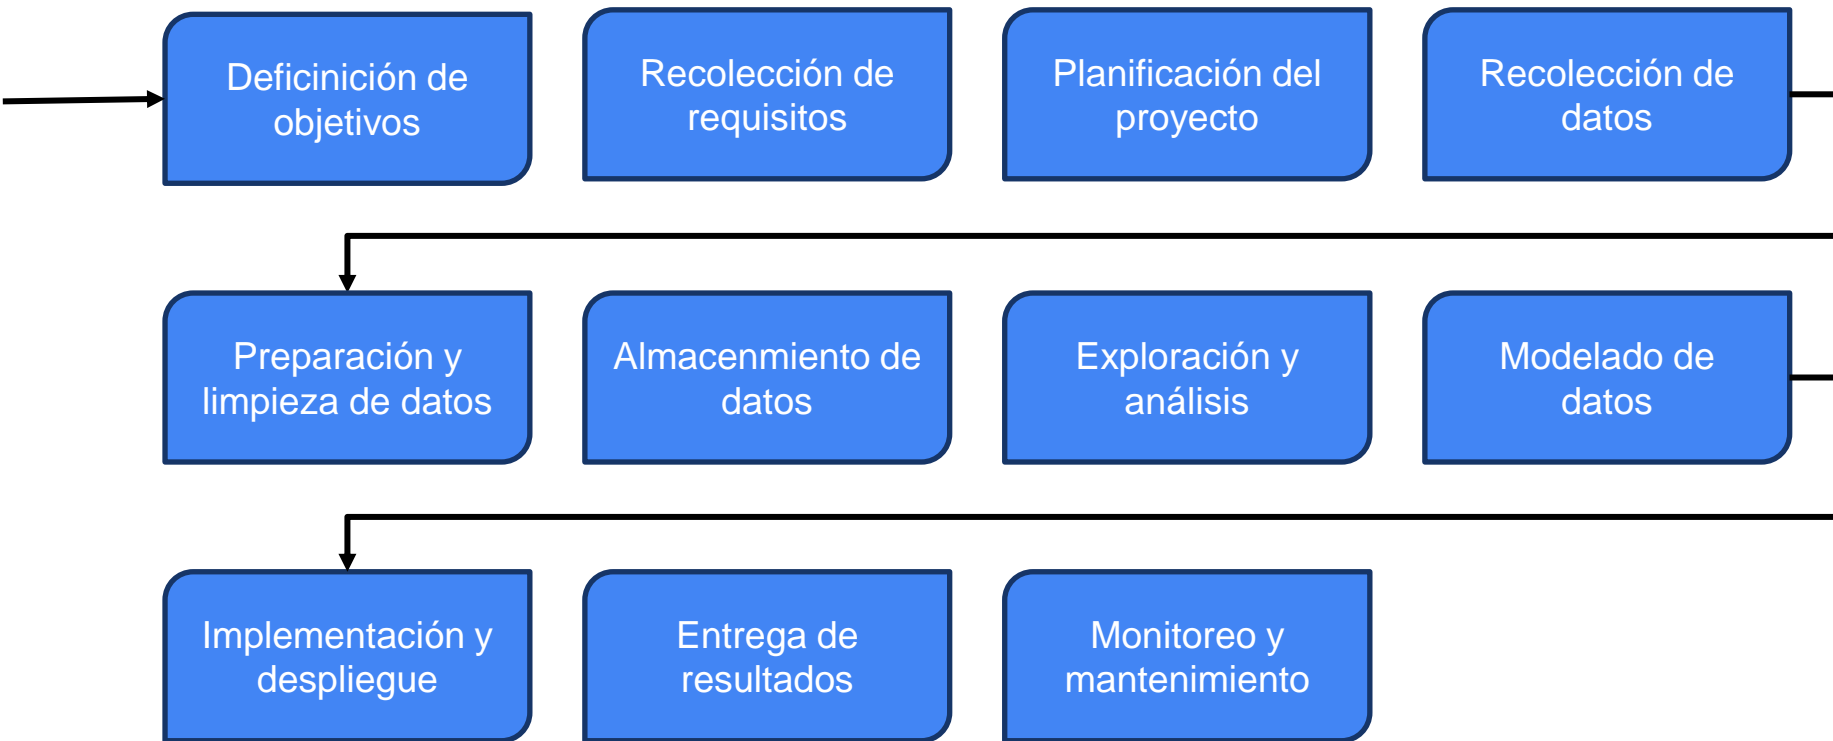 Deficinición de
objetivos
Recolección de
requisitos
Planificación del
proyecto
Recolección de
datos
Preparación y
limpieza de datos
Almacenmiento de
datos
Exploración y
análisis
Modelado de
datos
Implementación y
despliegue
Entrega de
resultados
Monitoreo y
mantenimiento